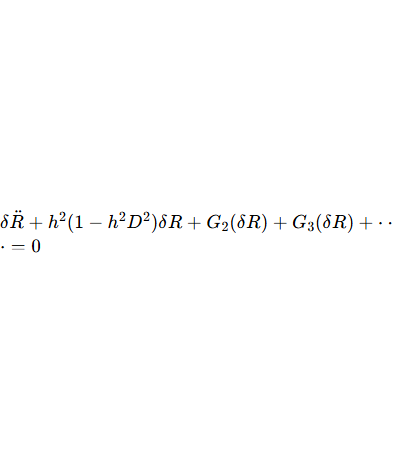 δR̈ + h²(1 − h²D²)δR + G₂(δR) + G₃(δR) + · ·
· = 0